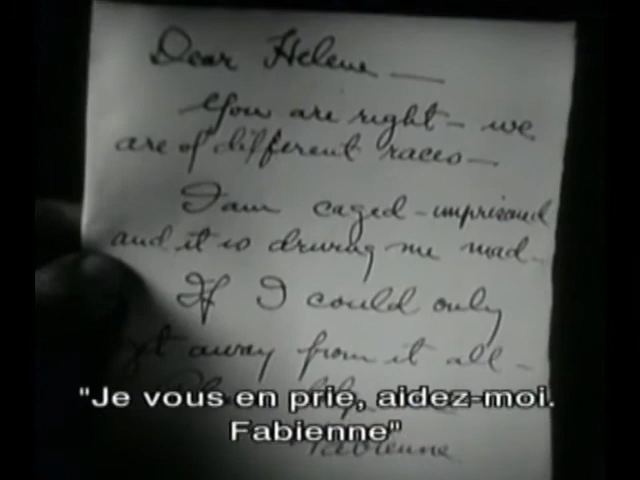 Dear Helene —
You are right – we
are of different races —
I am caged – imprisoned
and it is driving me mad –
If I could only
get away from it all –
"Je vous en prie, aidez-moi.
Fabienne"
Fabienne